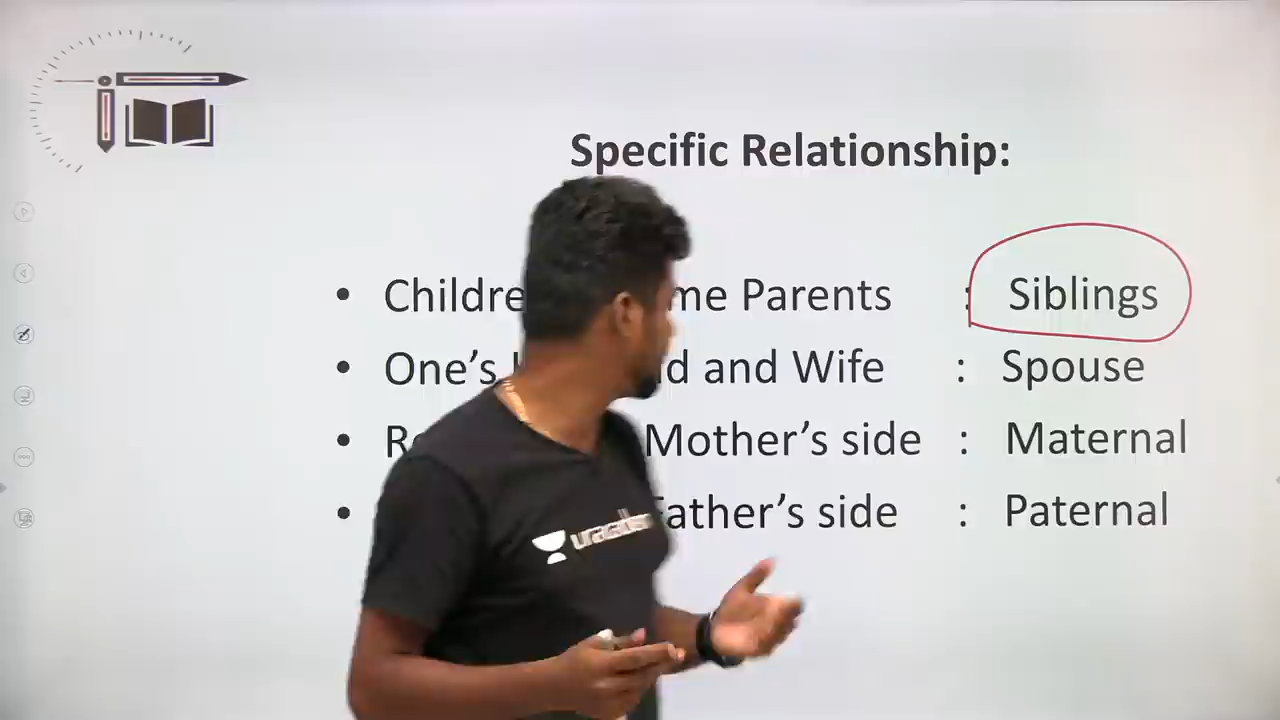 Specific Relationship:
• Childre me Parents : Siblings
• One's d and Wife : Spouse
• R Mother's side : Maternal
• Father's side : Paternal